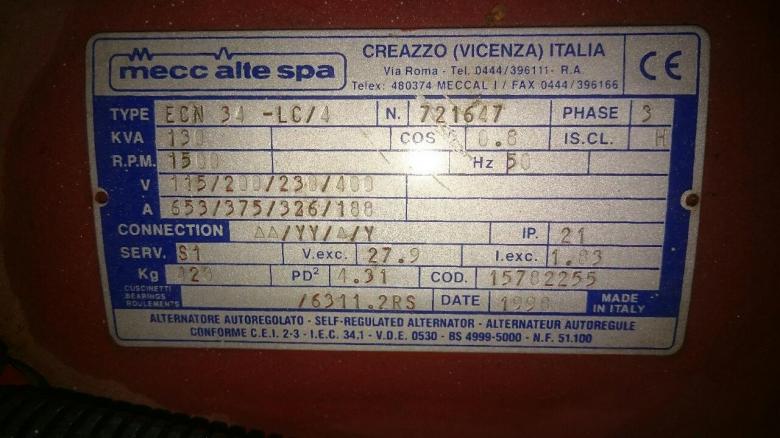 mecc alte spa
CREAZZO (VICENZA) ITALIA
Via Roma - Tel. 0444/396111 - R.A.
Telex: 480374 MECCAL I / FAX 0444/396166
CE
TYPE ECN 34 -LC/4 N. 721647 PHASE 3
KVA 130 COS 0.8 IS.CL. H
R.P.M. 1500 Hz 50
V 115/200/230/400
A 653/375/326/188
CONNECTION ΔΔ/YY/Δ/Y IP. 21
SERV. S1 V.exc. 27.9 I.exc. 1.83
Kg 420 PD² 4.31 COD. 15782255
CUSCINETTI
BEARINGS
ROULEMENTS
/6311.2RS DATE MADE
IN ITALY
ALTERNATORE AUTOREGOLATO - SELF-REGULATED ALTERNATOR - ALTERNATEUR AUTOREGULE
CONFORME C.E.I. 2-3 - I.E.C. 34.1 - V.D.E. 0530 - BS 4999-5000 - N.F. 51.100